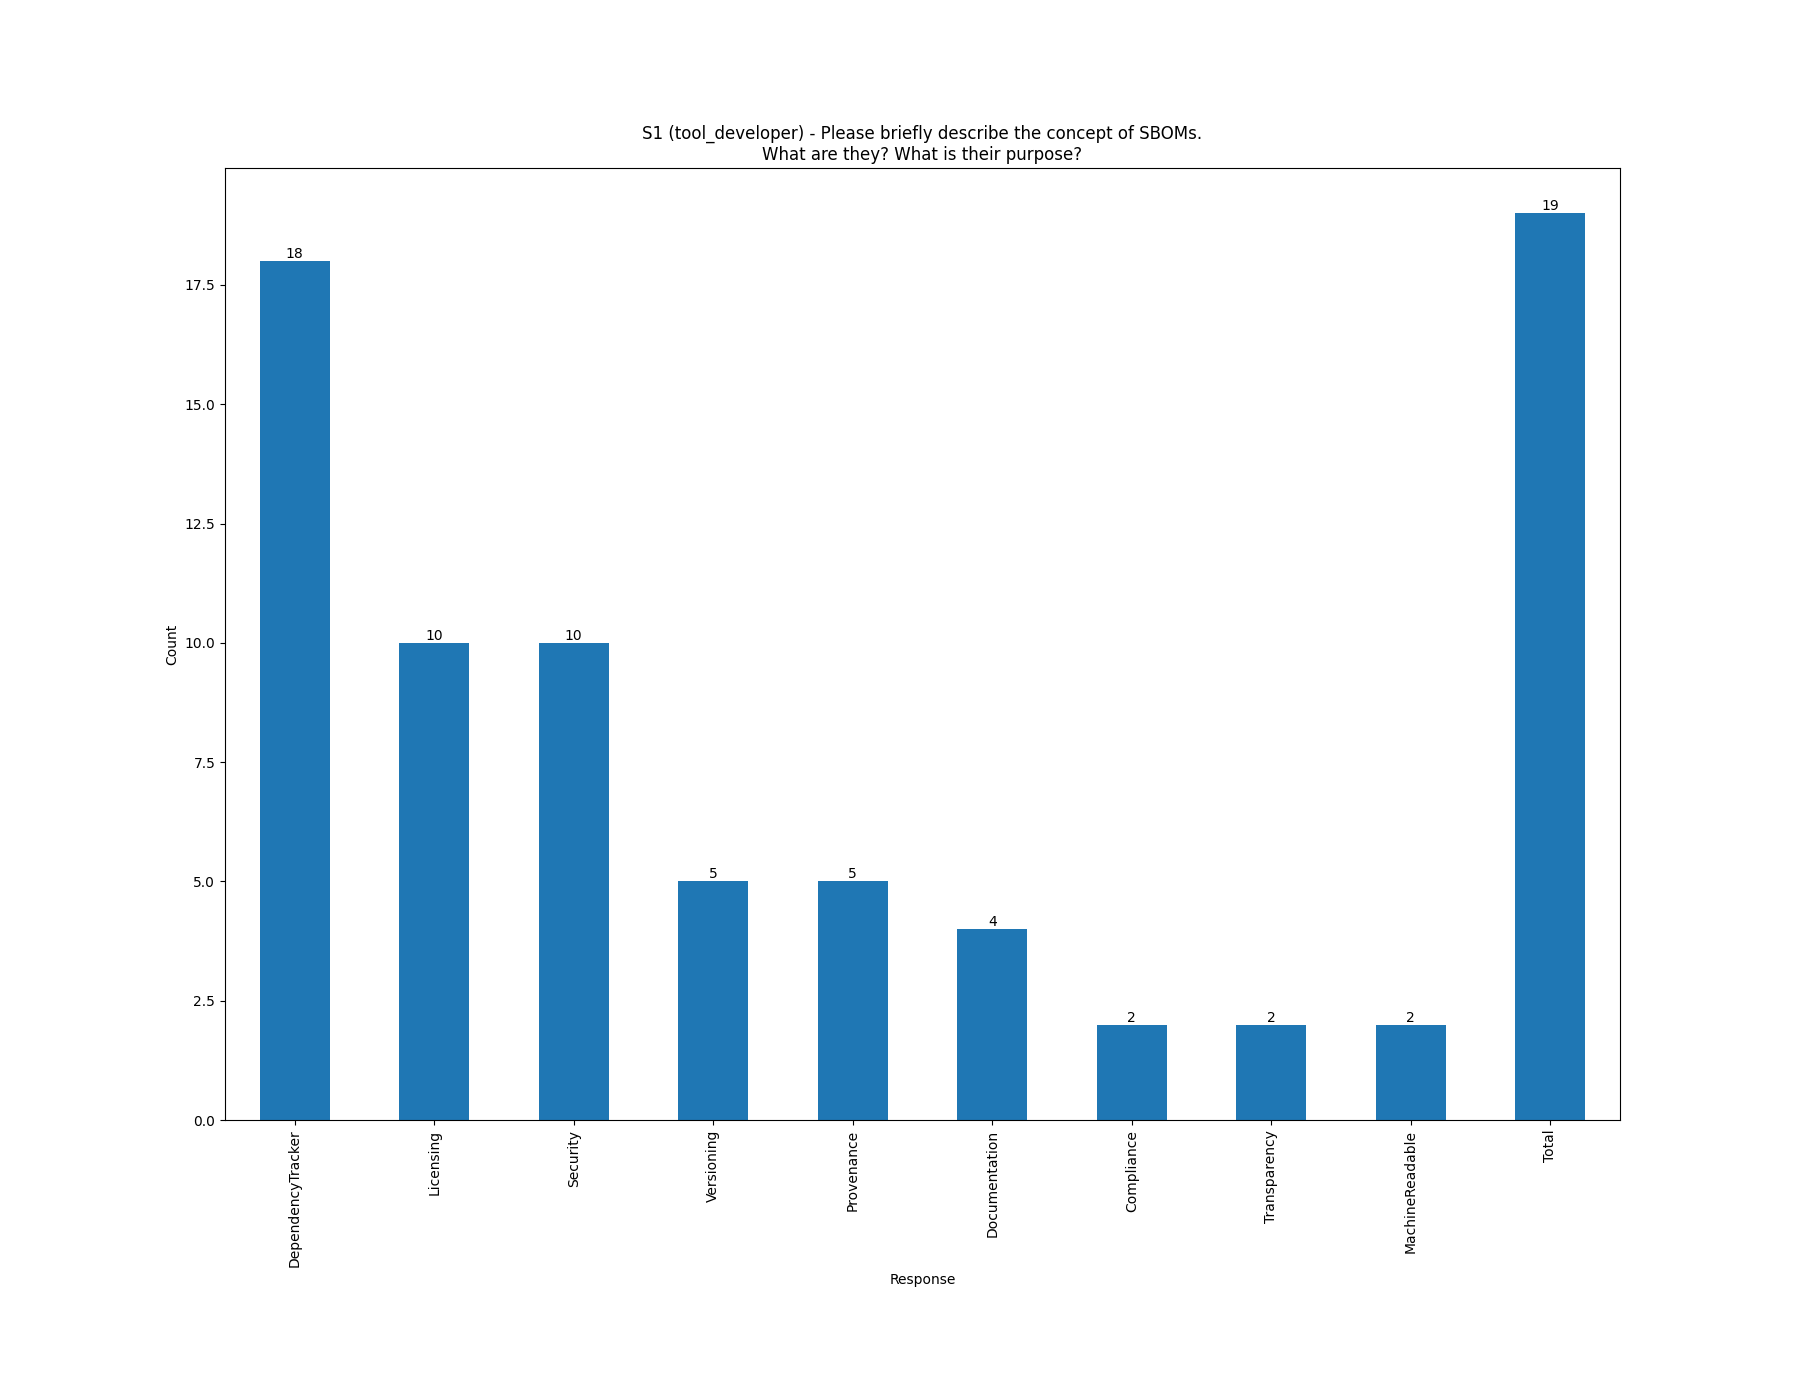 S1 (tool_developer) - Please briefly describe the concept of SBOMs.
What are they? What is their purpose?
Count
17.5
15.0
12.5
10.0
7.5
5.0
2.5
0.0
18
10
10
5
5
4
2
2
2
19
DependencyTracker
Licensing
Security
Versioning
Provenance
Documentation
Compliance
Transparency
MachineReadable
Total
Response